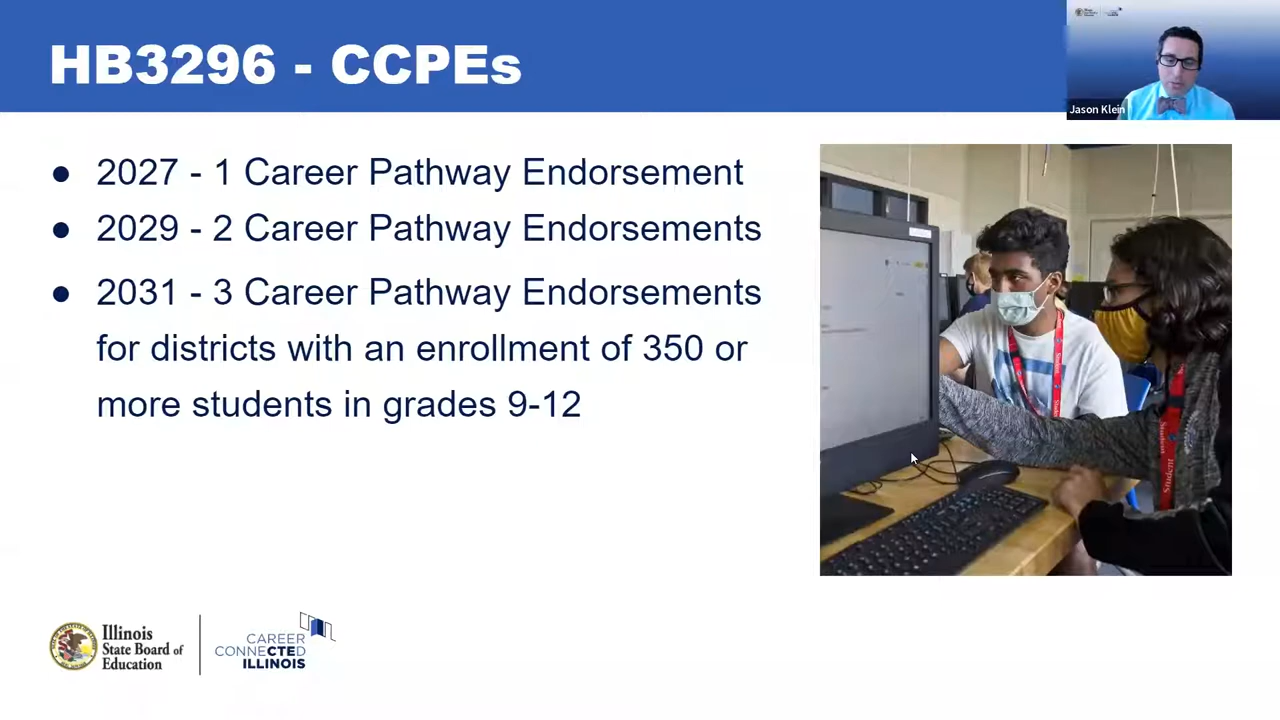 HB3296 - CCPEs
Jason Klein
● 2027 - 1 Career Pathway Endorsement
● 2029 - 2 Career Pathway Endorsements
● 2031 - 3 Career Pathway Endorsements
for districts with an enrollment of 350 or
more students in grades 9-12
Student
Student
Illinois
State Board of
Education
CAREER
CONNECTED
ILLINOIS